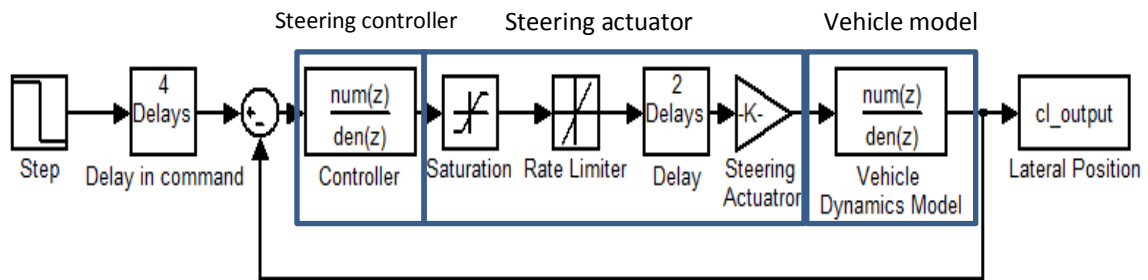 Steering controller
Steering actuator
Vehicle model
Step
4
Delays
Delay in command
+
-
num(z)
den(z)
Controller
Saturation
Rate Limiter
2
Delays
Delay
-K-
Steering
Actuatror
num(z)
den(z)
Vehicle
Dynamics Model
cl_output
Lateral Position